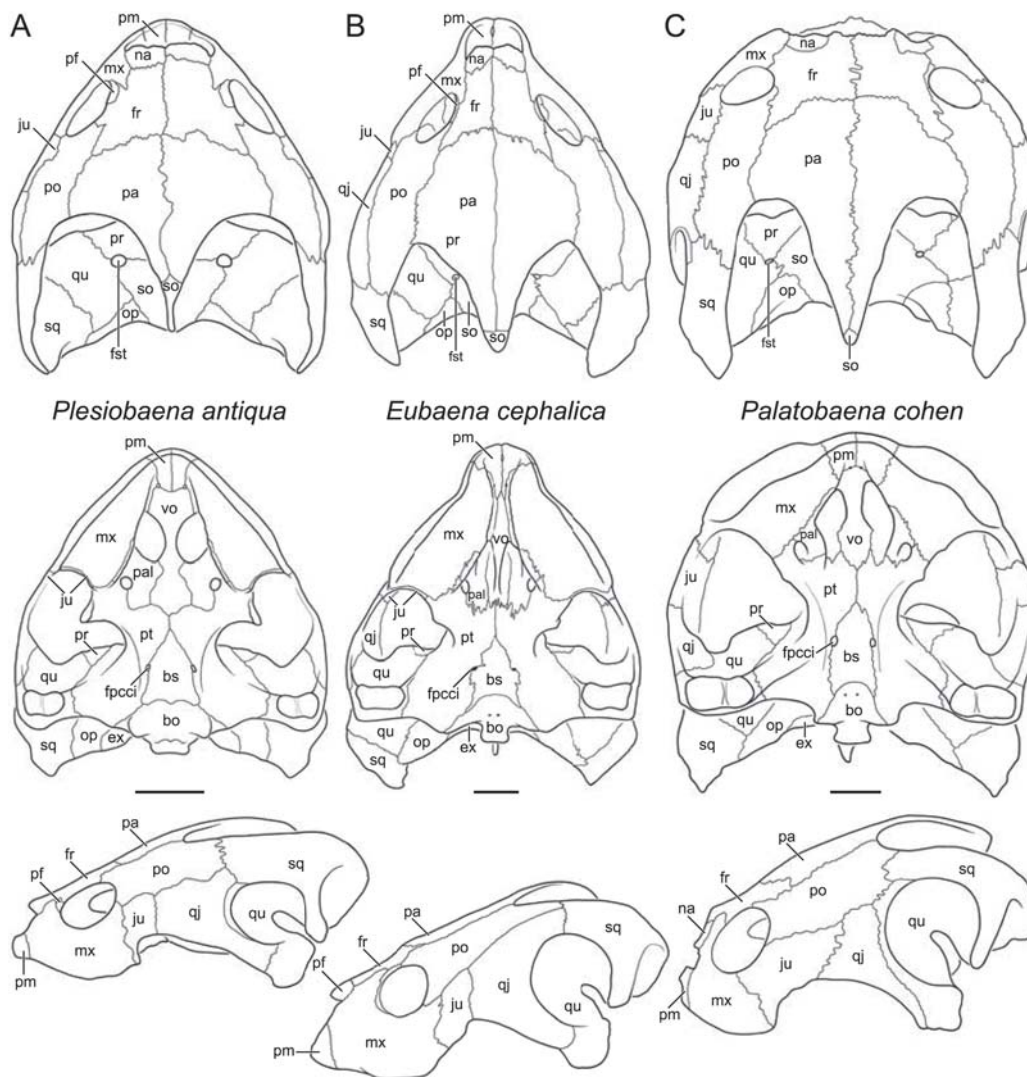 A
pm
na
mx
pf
fr
ju
po
pa
pr
qu
so
so
op
sq
fst
B
pm
na
mx
pf
fr
ju
qj
po
pa
pr
qu
sq
op
so
so
fst
C
mx
na
fr
ju
po
pa
qj
pr
qu
so
op
sq
fst
so
Plesiobaena antiqua
Eubaena cephalica
Palatobaena cohen
pm
vo
mx
pal
ju
pt
pr
qu
fpcci
bs
bo
sq
op
ex
pm
mx
vo
pal
ju
qj
pr
pt
qu
fpcci
bs
bo
qu
op
ex
sq
pm
mx
pal
vo
ju
pt
pr
qj
qu
fpcci
bs
bo
qu
op
sq
ex
pa
fr
pf
po
sq
ju
qj
qu
mx
pm
pa
fr
pf
po
sq
ju
qj
qu
mx
pm
pa
fr
na
po
sq
ju
qj
qu
mx
pm